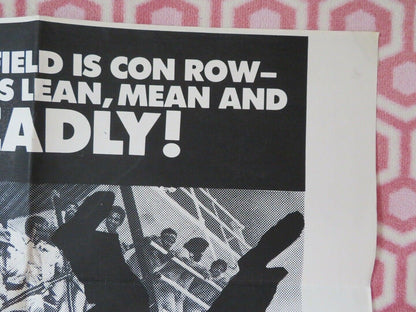 FIELD IS CON ROW–
S LEAN, MEAN AND
ADLY!